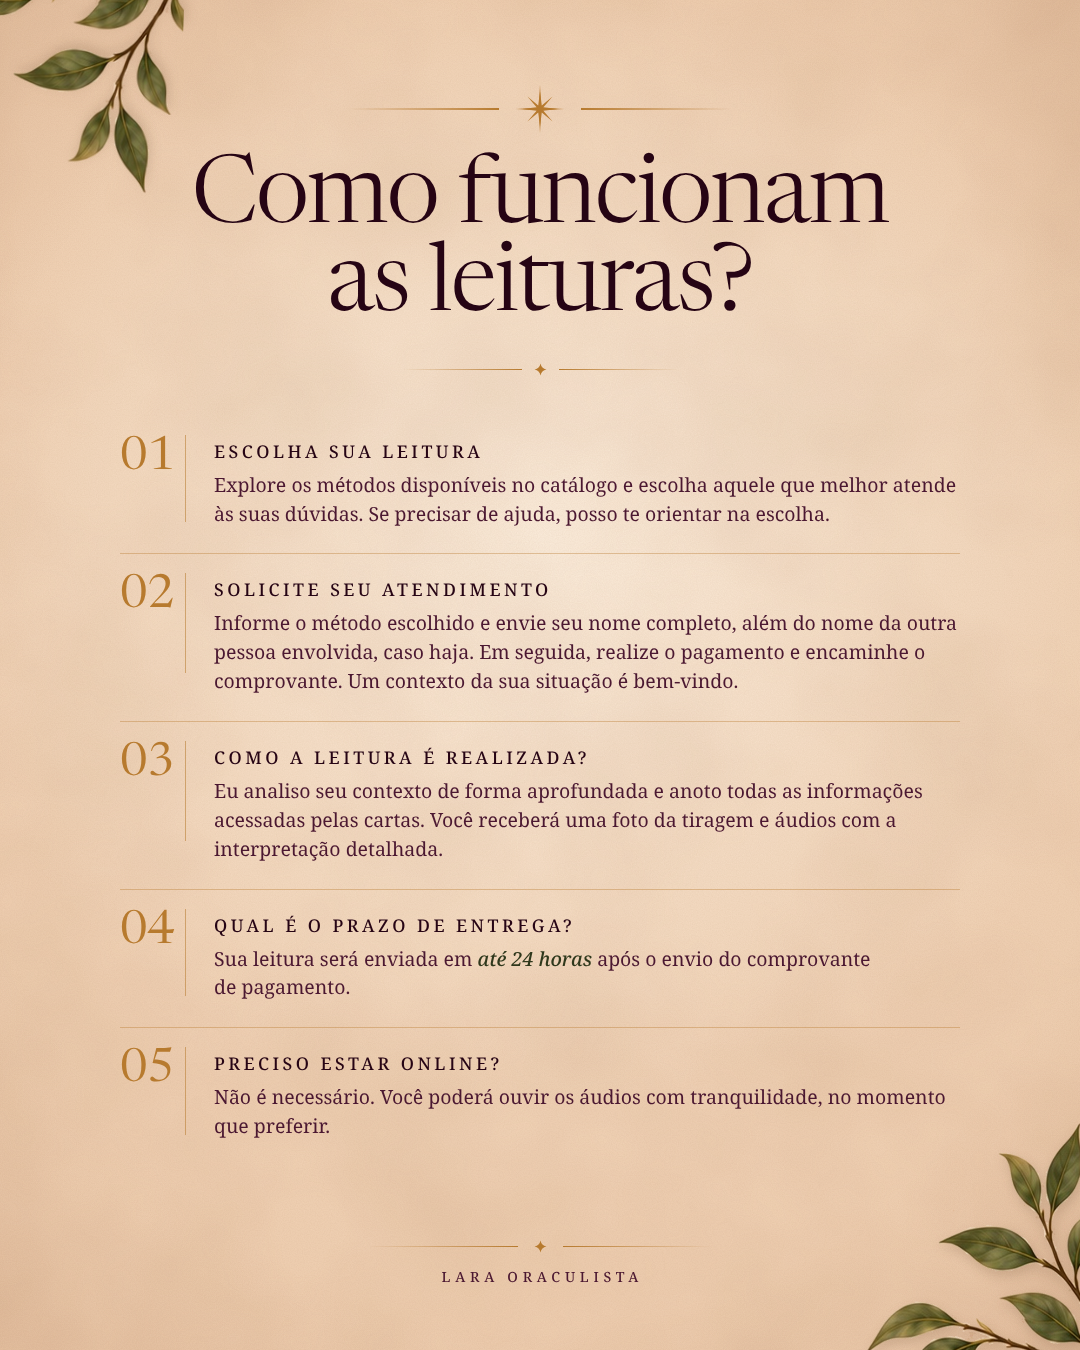 Como funcionam
as leituras?
01
ESCOLHA SUA LEITURA
Explore os métodos disponíveis no catálogo e escolha aquele que melhor atende
às suas dúvidas. Se precisar de ajuda, posso te orientar na escolha.
02
SOLICITE SEU ATENDIMENTO
Informe o método escolhido e envie seu nome completo, além do nome da outra
pessoa envolvida, caso haja. Em seguida, realize o pagamento e encaminhe o
comprovante. Um contexto da sua situação é bem-vindo.
03
COMO A LEITURA É REALIZADA?
Eu analiso seu contexto de forma aprofundada e anoto todas as informações
acessadas pelas cartas. Você receberá uma foto da tiragem e áudios com a
interpretação detalhada.
04
QUAL É O PRAZO DE ENTREGA?
Sua leitura será enviada em até 24 horas após o envio do comprovante
de pagamento.
05
PRECISO ESTAR ONLINE?
Não é necessário. Você poderá ouvir os áudios com tranquilidade, no momento
que preferir.
LARA ORACULISTA